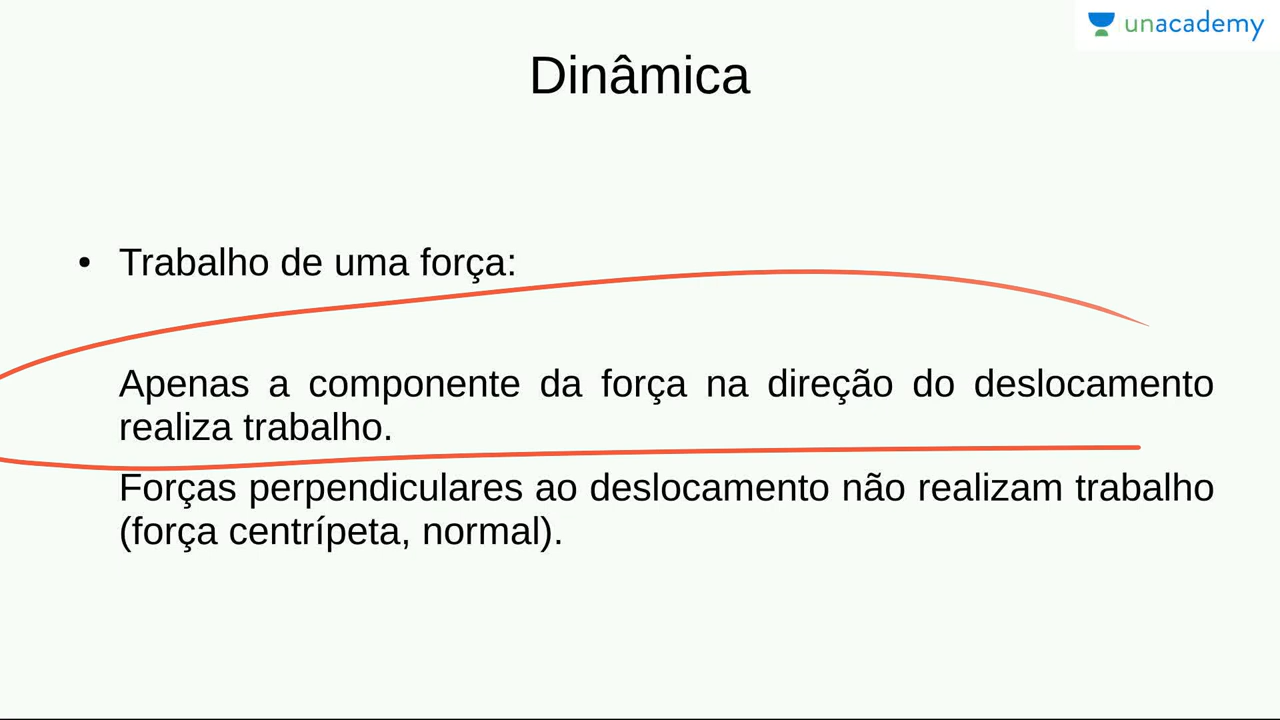 unacademy
Dinâmica
• Trabalho de uma força:
Apenas a componente da força na direção do deslocamento
realiza trabalho.
Forças perpendiculares ao deslocamento não realizam trabalho
(força centrípeta, normal).